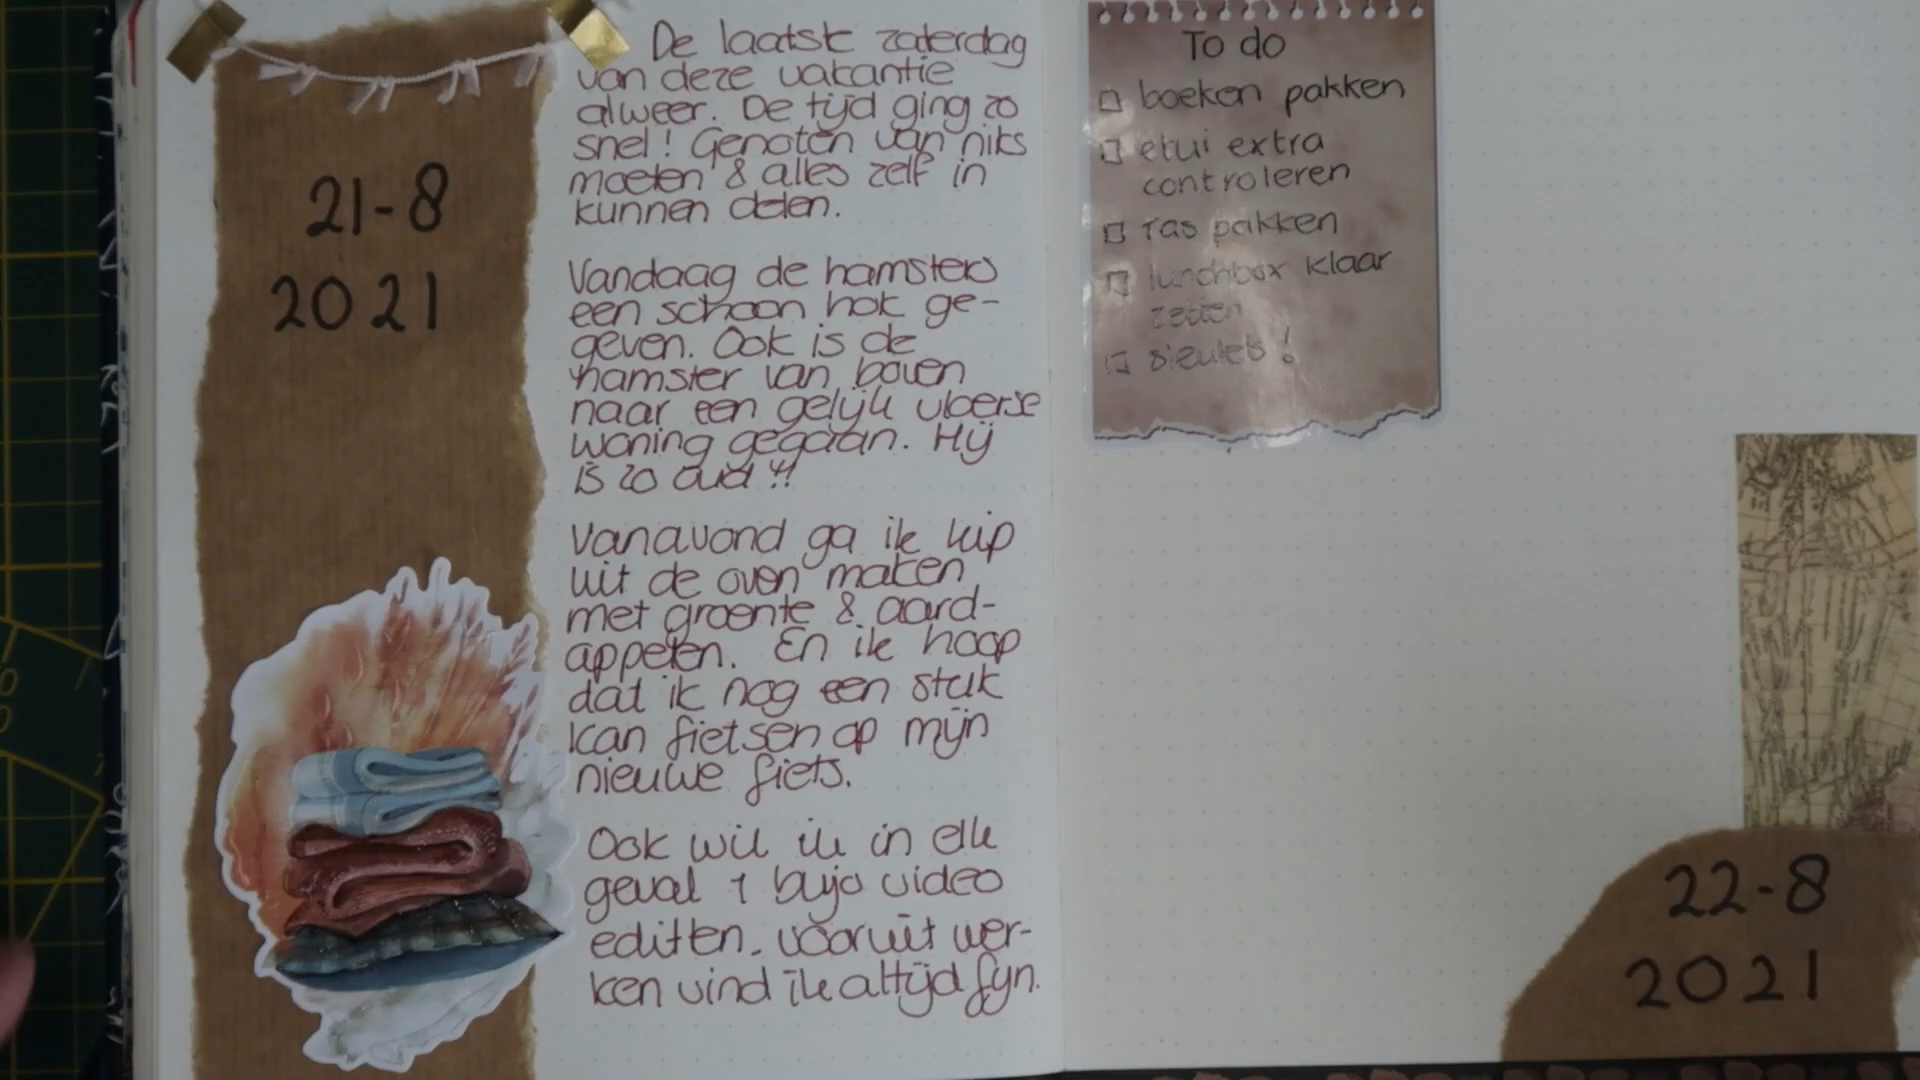 21-8
2021
De laatste zaterdag
van deze vakantie
alweer. De tijd ging zo
snel! Genoten van niks
moeten & alles zelf in
kunnen delen.
Vandaag de hamsters
een schoon hok ge-
geven. Ook is de
hamster van boven
naar een gelijk vloerse
woning gegaan. Hij
is zo oud!!
Vanavond ga ik kip
uit de oven maken
met groente & aard-
appelen. En ik hoop
dat ik nog een stuk
kan fietsen op mijn
nieuwe fiets.
Ook wil ik in elk
geval 1 bujo video
editten. vooruit wer-
ken vind ik altijd fijn.
To do
boeken pakken
etui extra
controleren
tas pakken
lunchbox klaar
zetten
sleutels!
22-8
2021